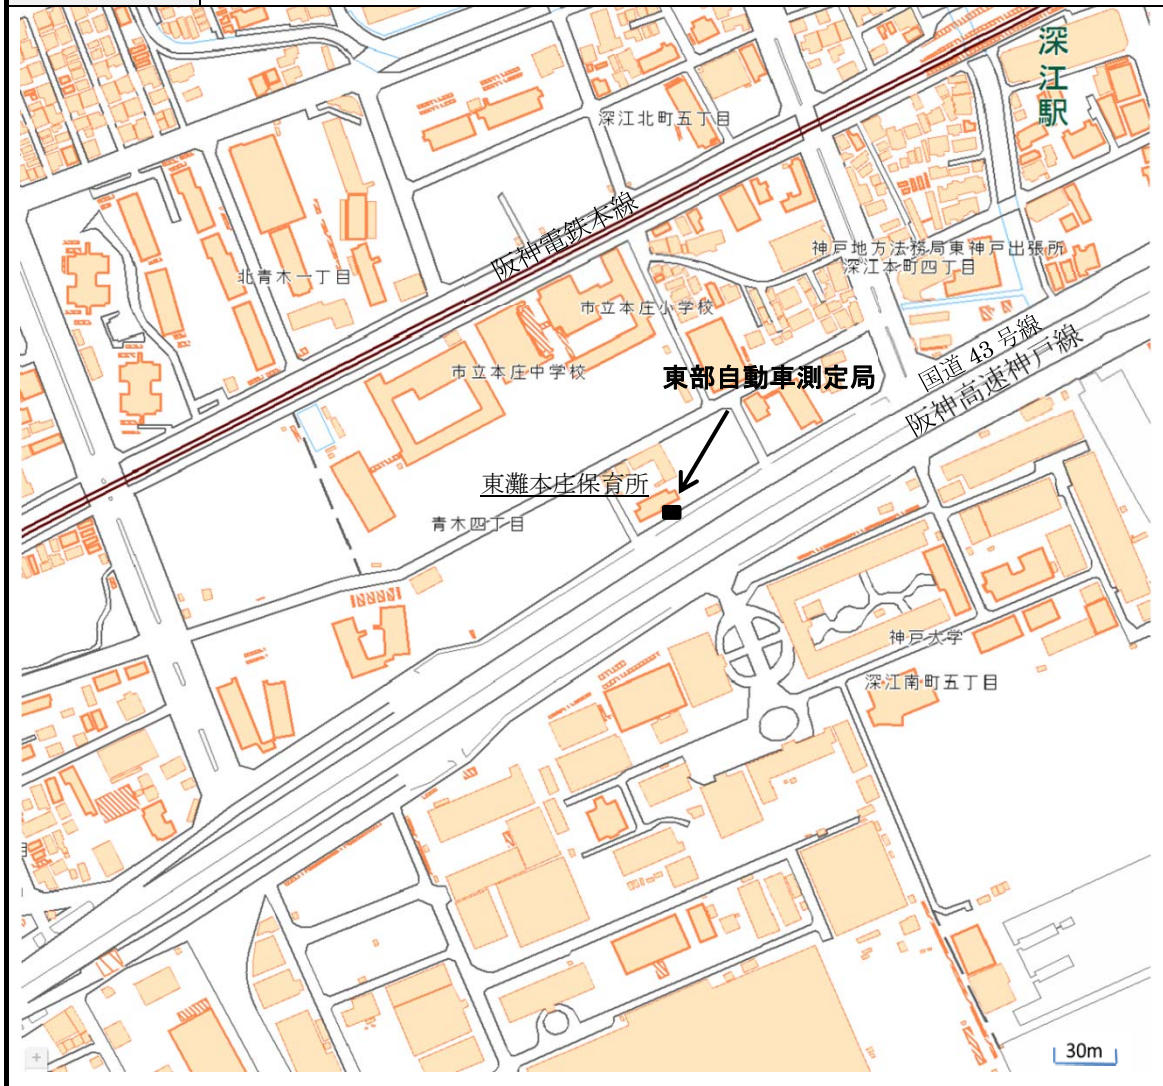 深江駅
深江北町五丁目
阪神電鉄本線
神戸地方法務局東神戸出張所
深江本町四丁目
北青木一丁目
市立本庄小学校
国道 43 号線
阪神高速神戸線
市立本庄中学校
東部自動車測定局
東灘本庄保育所
青木四丁目
神戸大学
深江南町五丁目
目
30m